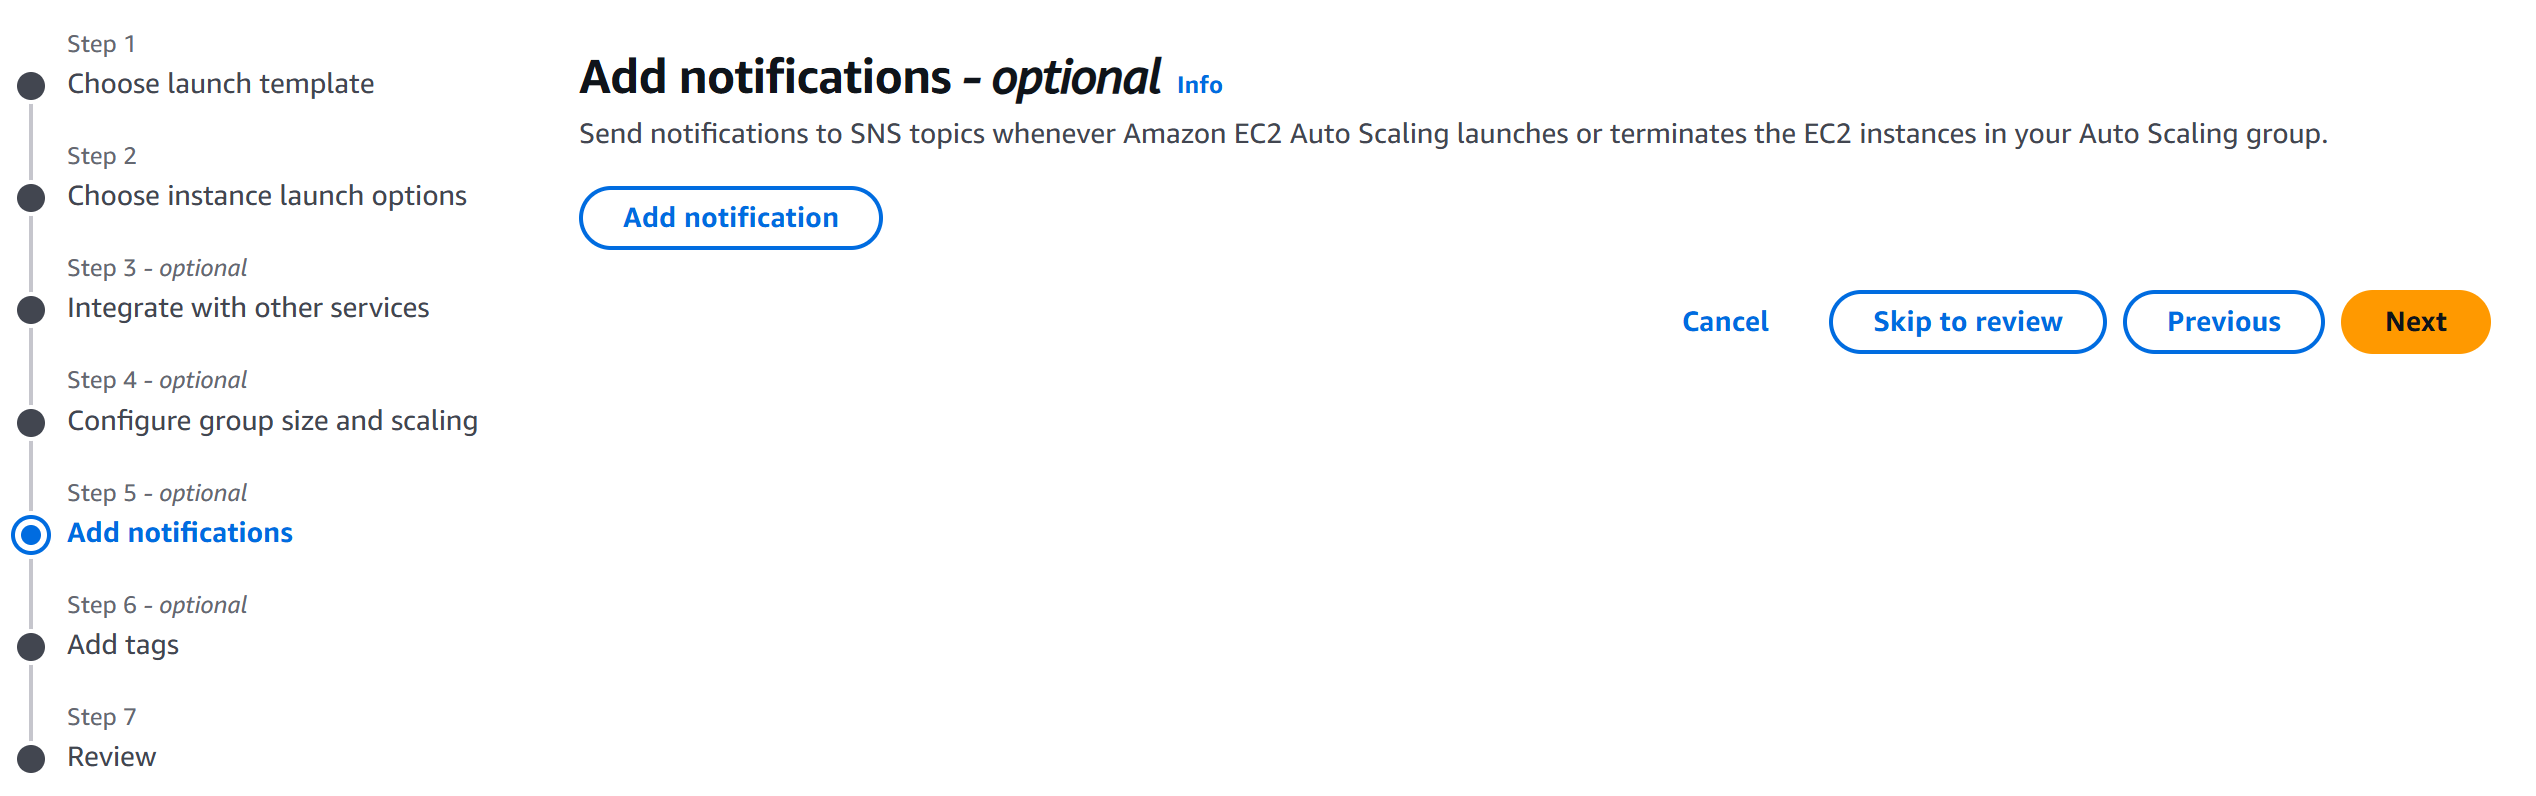 Step 1
Choose launch template
Step 2
Choose instance launch options
Step 3 - optional
Integrate with other services
Step 4 - optional
Configure group size and scaling
Step 5 - optional
Add notifications
Step 6 - optional
Add tags
Step 7
Review
Add notifications - optional Info
Send notifications to SNS topics whenever Amazon EC2 Auto Scaling launches or terminates the EC2 instances in your Auto Scaling group.
Add notification
Cancel Skip to review Previous Next